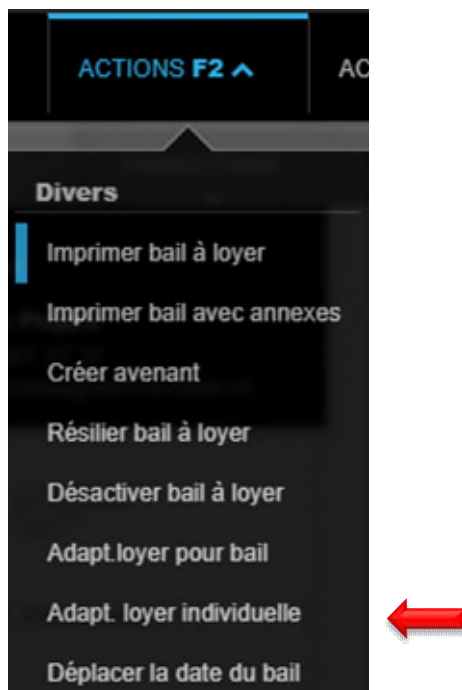 ACTIONS F2
AC
Divers
Imprimer bail à loyer
Imprimer bail avec annexes
Créer avenant
Résilier bail à loyer
Désactiver bail à loyer
Adapt.loyer pour bail
Adapt. loyer individuelle
Déplacer la date du bail